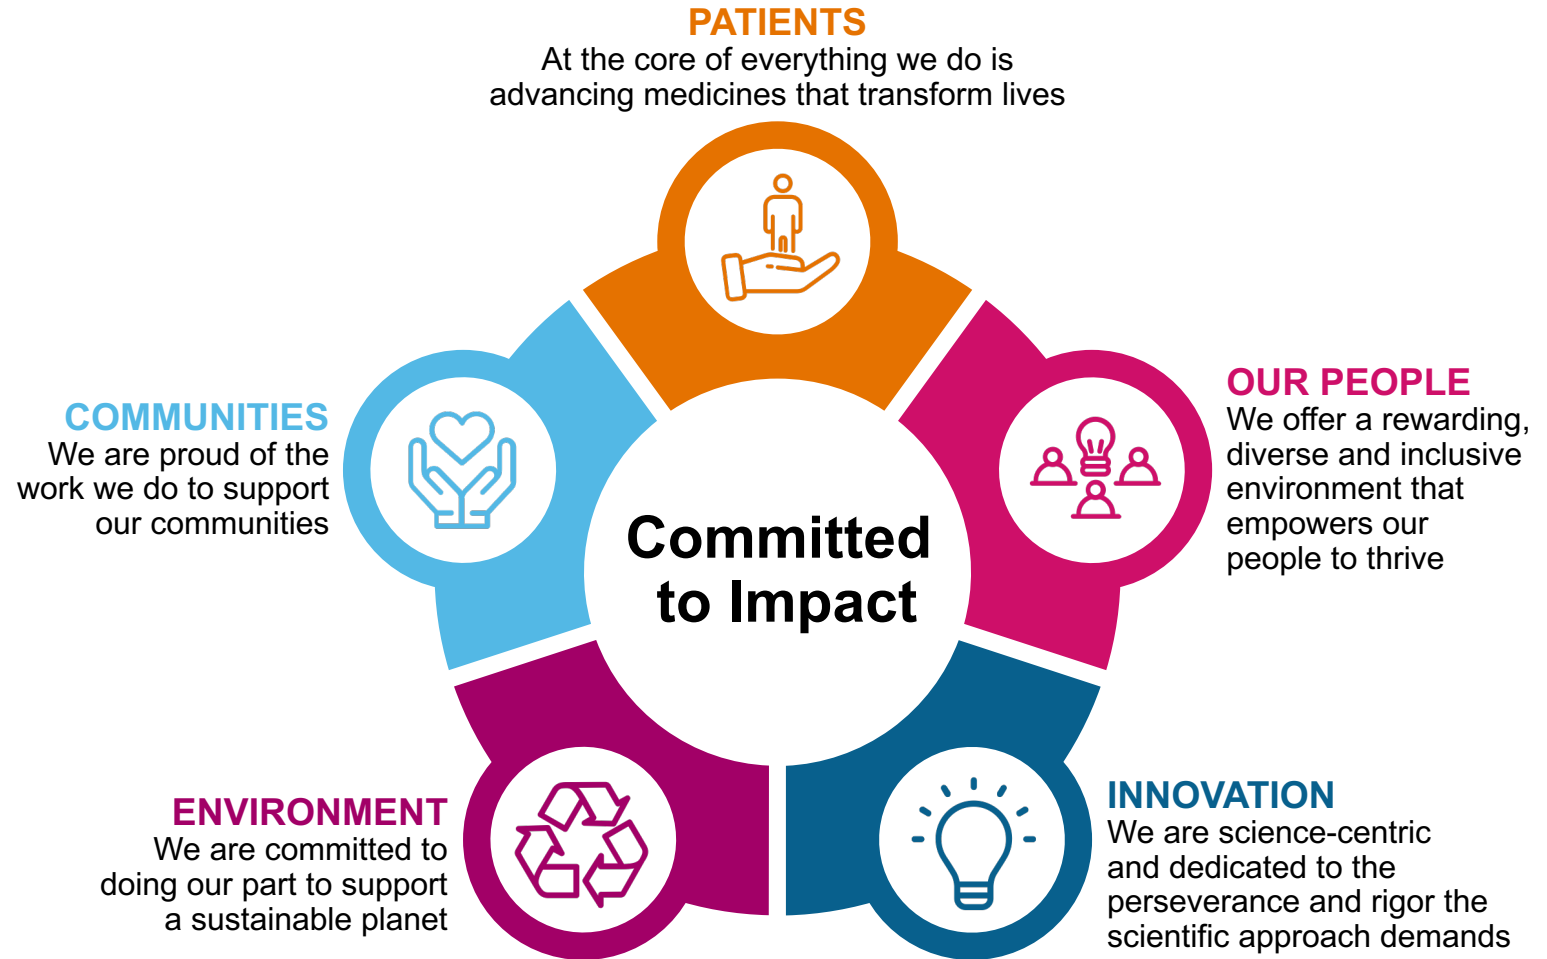 PATIENTS
At the core of everything we do is
advancing medicines that transform lives
OUR PEOPLE
We offer a rewarding,
diverse and inclusive
environment that
empowers our
people to thrive
COMMUNITIES
We are proud of the
work we do to support
our communities
Committed
to Impact
ENVIRONMENT
We are committed to
doing our part to support
a sustainable planet
INNOVATION
We are science-centric
and dedicated to the
perseverance and rigor the
scientific approach demands